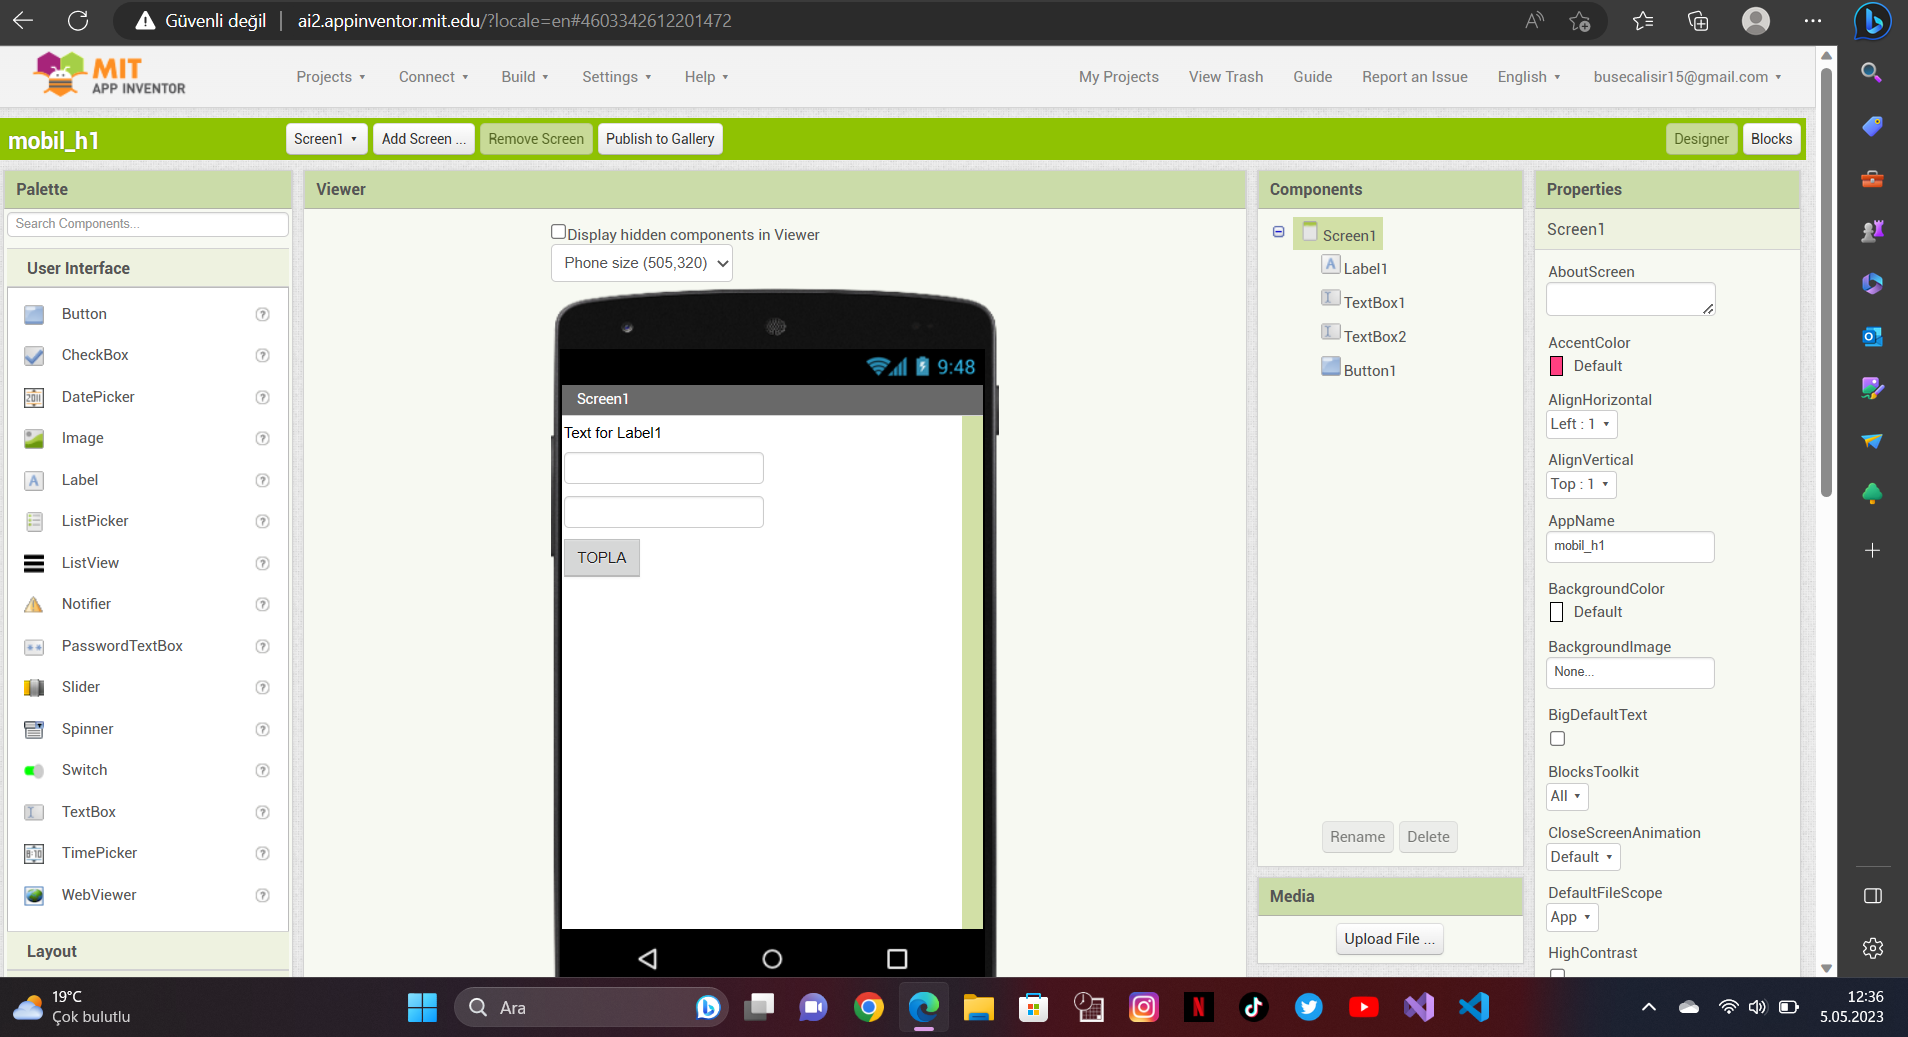 Güvenli değil
ai2.appinventor.mit.edu/?locale=en#4603342612201472
MIT
APP INVENTOR
Projects
Connect
Build
Settings
Help
My Projects
View Trash
Guide
Report an Issue
English
busecalisir15@gmail.com
mobil_h1
Screen1
Add Screen ...
Remove Screen
Publish to Gallery
Designer
Blocks
Palette
Search Components...
User Interface
Button
CheckBox
DatePicker
Image
Label
ListPicker
ListView
Notifier
PasswordTextBox
Slider
Spinner
Switch
TextBox
TimePicker
WebViewer
Layout
Viewer
Display hidden components in Viewer
Phone size (505,320)
9:48
Screen1
Text for Label1
TOPLA
Components
Screen1
Label1
TextBox1
TextBox2
Button1
Rename
Delete
Media
Upload File ...
Properties
Screen1
AboutScreen
AccentColor
Default
AlignHorizontal
Left : 1
AlignVertical
Top : 1
AppName
mobil_h1
BackgroundColor
Default
BackgroundImage
None...
BigDefaultText
BlocksToolkit
All
CloseScreenAnimation
Default
DefaultFileScope
App
HighContrast
19°C
Çok bulutlu
Ara
12:36
5.05.2023